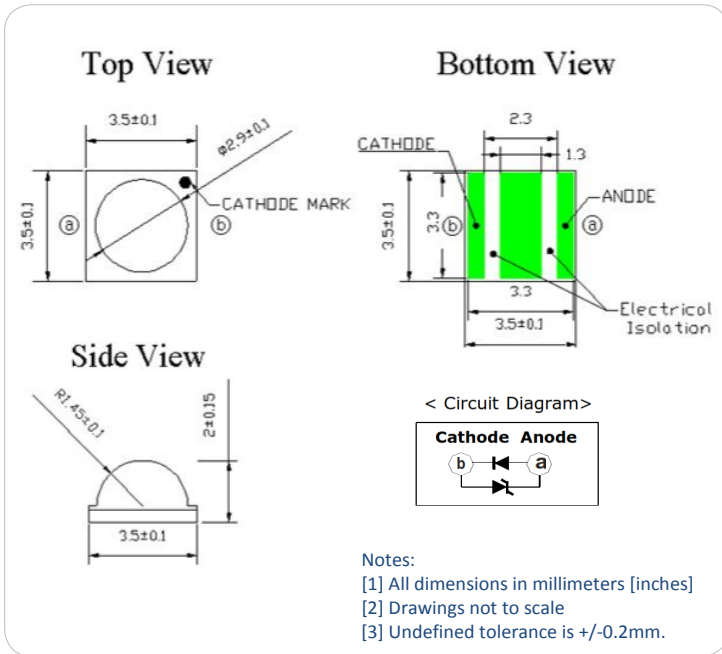 Top View
3.5±0.1
φ2.9±0.1
CATHODE MARK
3.5±0.1
ⓐ
ⓑ
Bottom View
2.3
CATHODE
1.3
ANODE
3.5±0.1
3.3
ⓑ
ⓐ
3.3
3.5±0.1
Electrical
Isolation
Side View
R1.45±0.1
2±0.15
3.5±0.1
< Circuit Diagram>
Cathode Anode
b a
Notes:
[1] All dimensions in millimeters [inches]
[2] Drawings not to scale
[3] Undefined tolerance is +/-0.2mm.